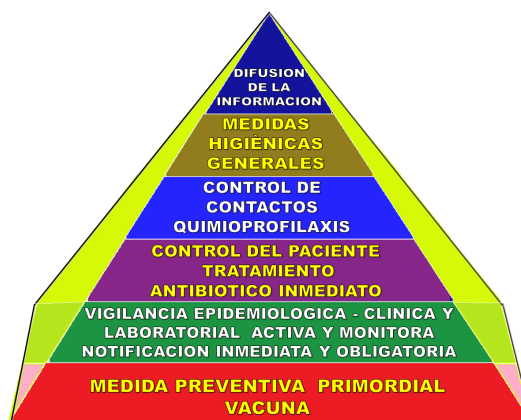 DIFUSION
DE LA
INFORMACION
MEDIDAS
HIGIÈNICAS
GENERALES
CONTROL DE
CONTACTOS
QUIMIOPROFILAXIS
CONTROL DEL PACIENTE
TRATAMIENTO
ANTIBIOTICO INMEDIATO
VIGILANCIA EPIDEMIOLOGICA - CLINICA Y
LABORATORIAL ACTIVA Y MONITORA
NOTIFICACION INMEDIATA Y OBLIGATORIA
MEDIDA PREVENTIVA PRIMORDIAL
VACUNA